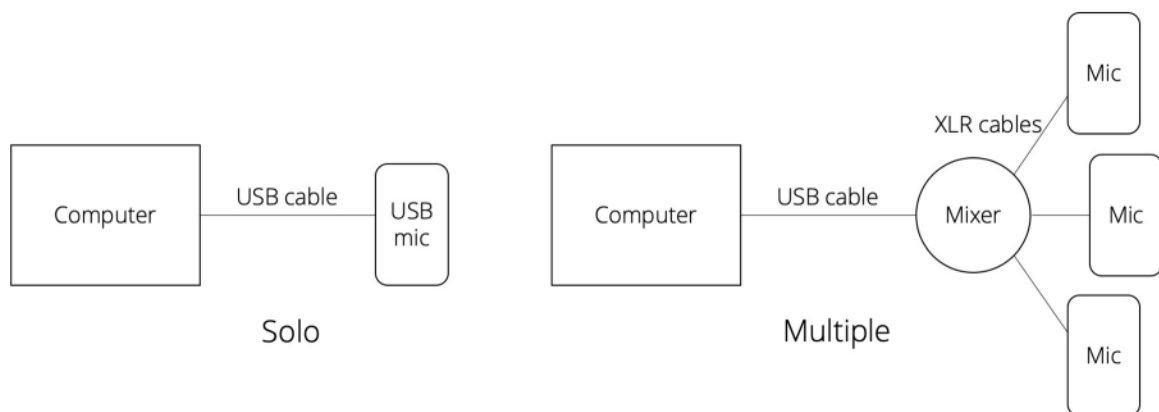 Computer
USB cable
USB
mic
Solo
Computer
USB cable
Mixer
XLR cables
Mic
Mic
Mic
Multiple